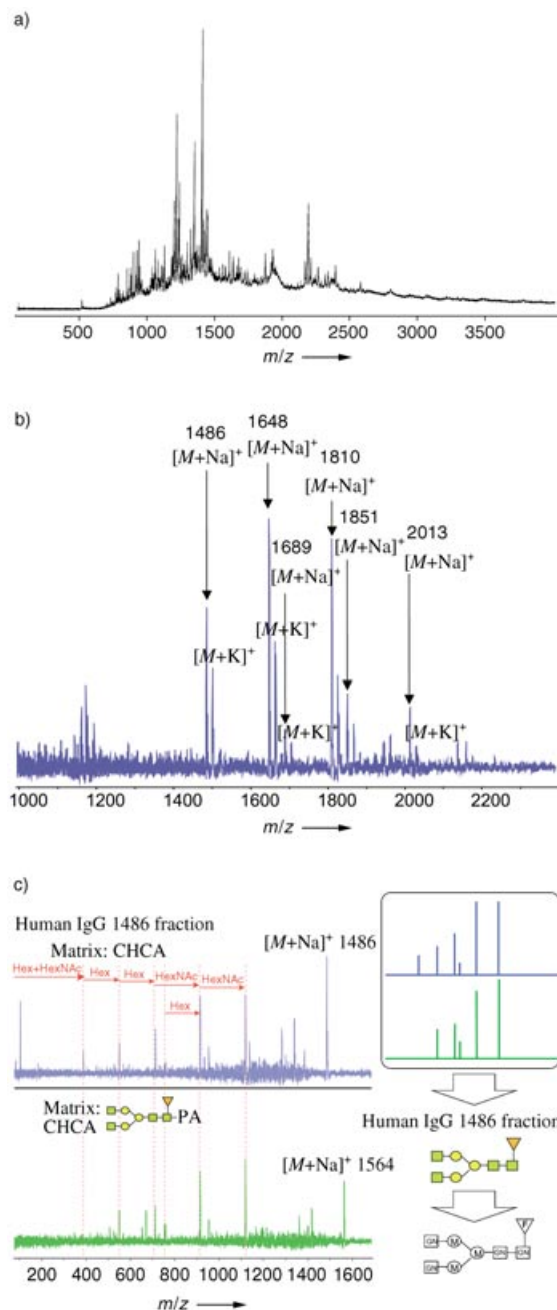 a)
500 1000 1500 2000 2500 3000 3500
m/z
b)
1486
[M+Na]+
1648
[M+Na]+
1810
[M+Na]+
1689
[M+Na]+
1851
[M+Na]+
2013
[M+Na]+
[M+K]+
[M+K]+
[M+K]+
[M+K]+
1000 1200 1400 1600 1800 2000 2200
m/z
c)
Human IgG 1486 fraction
Matrix: CHCA
[M+Na]+ 1486
Hex+HexNAc Hex Hex HexNAc HexNAc
Hex
Matrix:
CHCA
PA
[M+Na]+ 1564
200 400 600 800 1000 1200 1400 1600
m/z
Human IgG 1486 fraction
F
GN M
M GN GN
GN M